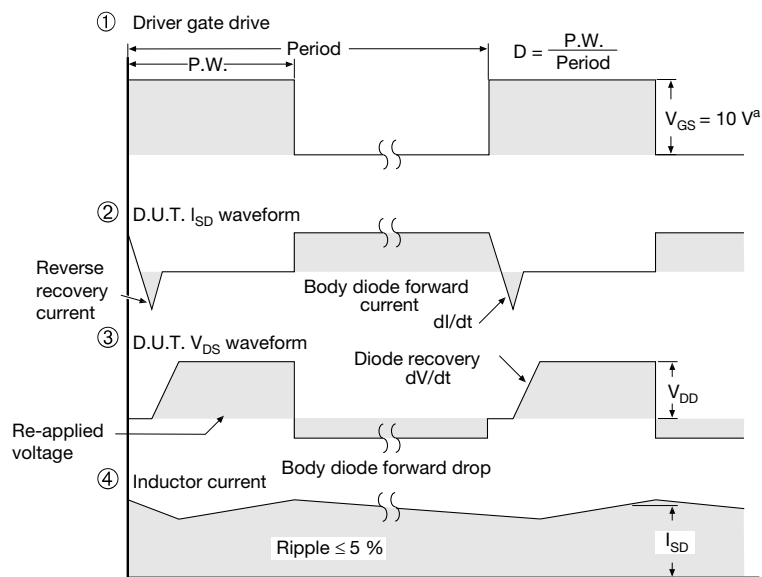 ① Driver gate drive
Period
P.W.
D = P.W. / Period
V_GS = 10 V^a
② D.U.T. I_SD waveform
Reverse
recovery
current
Body diode forward
current
dI/dt
③ D.U.T. V_DS waveform
Diode recovery
dV/dt
V_DD
Re-applied
voltage
Body diode forward drop
④ Inductor current
Ripple ≤ 5 %
I_SD